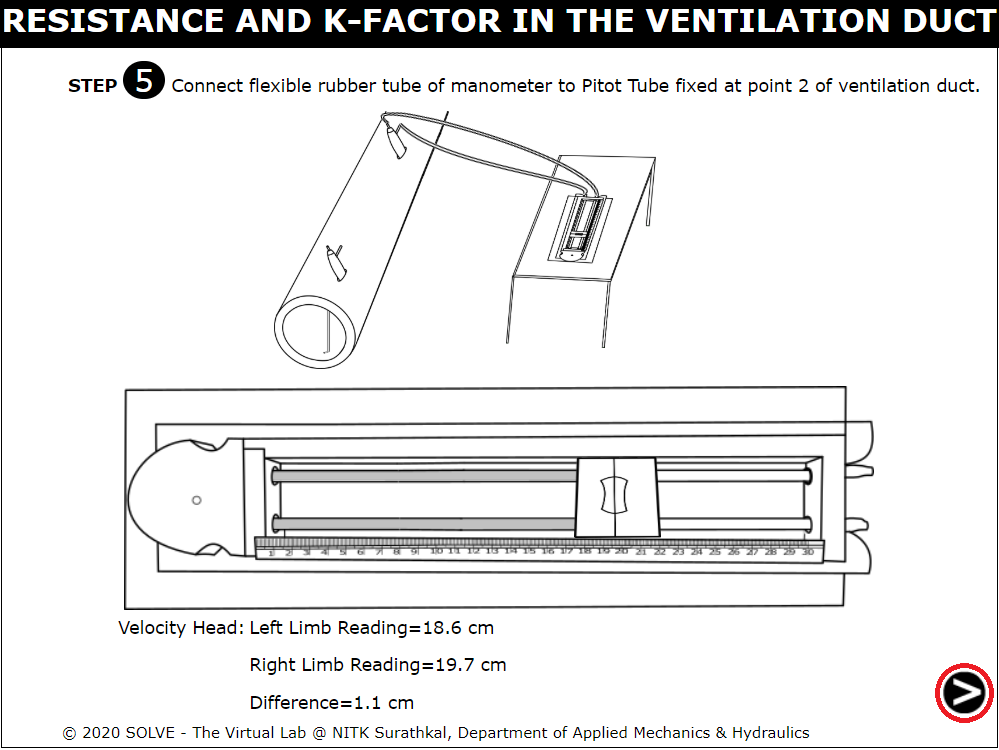 RESISTANCE AND K-FACTOR IN THE VENTILATION DUCT
STEP 5 Connect flexible rubber tube of manometer to Pitot Tube fixed at point 2 of ventilation duct.
1 2 3 4 5 6 7 8 9 10 11 12 13 14 15 16 17 18 19 20 21 22 23 24 25 26 27 28 29 30
Velocity Head: Left Limb Reading=18.6 cm
Right Limb Reading=19.7 cm
Difference=1.1 cm
© 2020 SOLVE - The Virtual Lab @ NITK Surathkal, Department of Applied Mechanics & Hydraulics